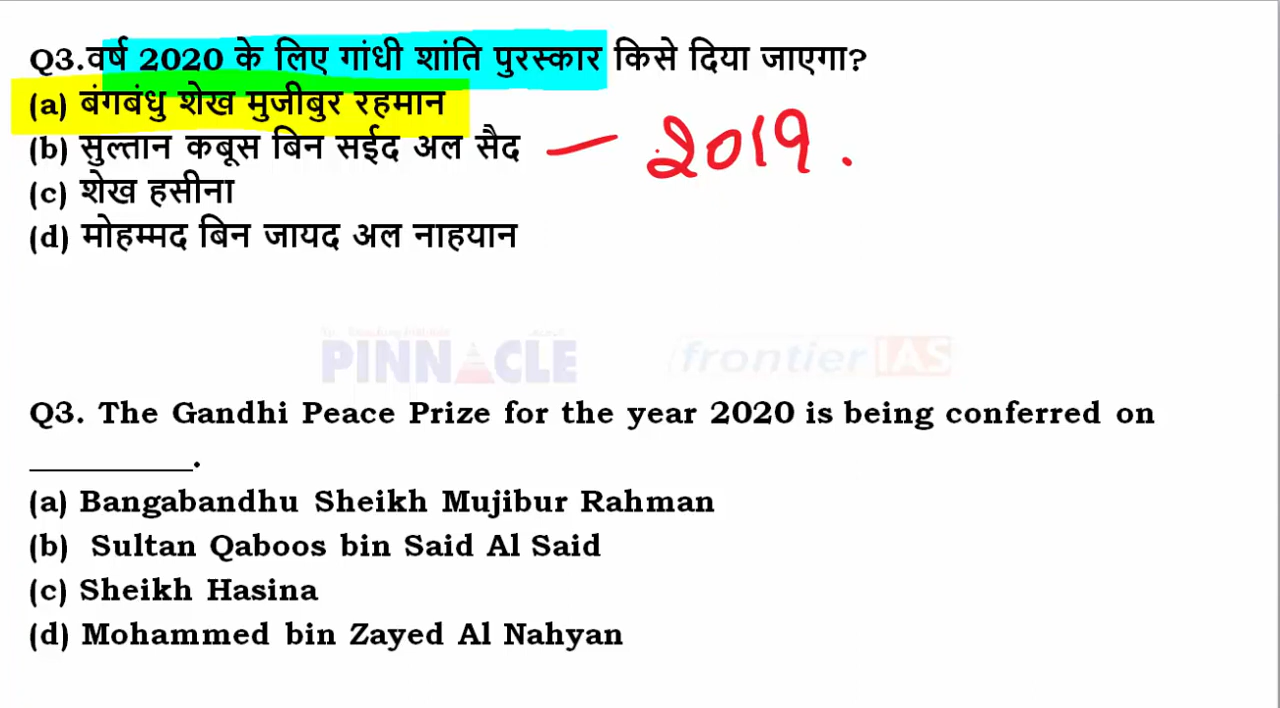 Q3.वर्ष 2020 के लिए गांधी शांति पुरस्कार किसे दिया जाएगा?
(a) बंगबंधु शेख मुजीबुर रहमान
(b) सुल्तान कबूस बिन सईद अल सैद — 2019.
(c) शेख हसीना
(d) मोहम्मद बिन जायद अल नाहयान
PINNACLE frontier IAS
Q3. The Gandhi Peace Prize for the year 2020 is being conferred on
__________.
(a) Bangabandhu Sheikh Mujibur Rahman
(b) Sultan Qaboos bin Said Al Said
(c) Sheikh Hasina
(d) Mohammed bin Zayed Al Nahyan